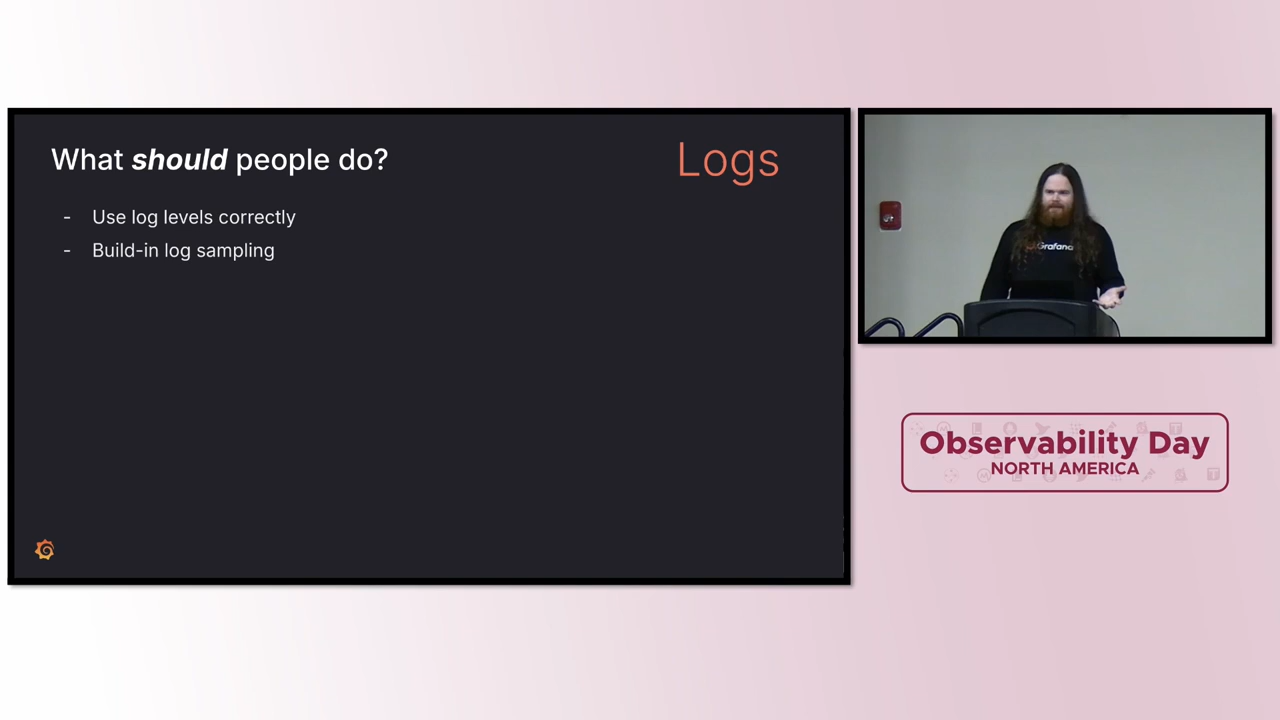 What should people do?
Logs
- Use log levels correctly
- Build-in log sampling
Grafana
Observability Day
NORTH AMERICA